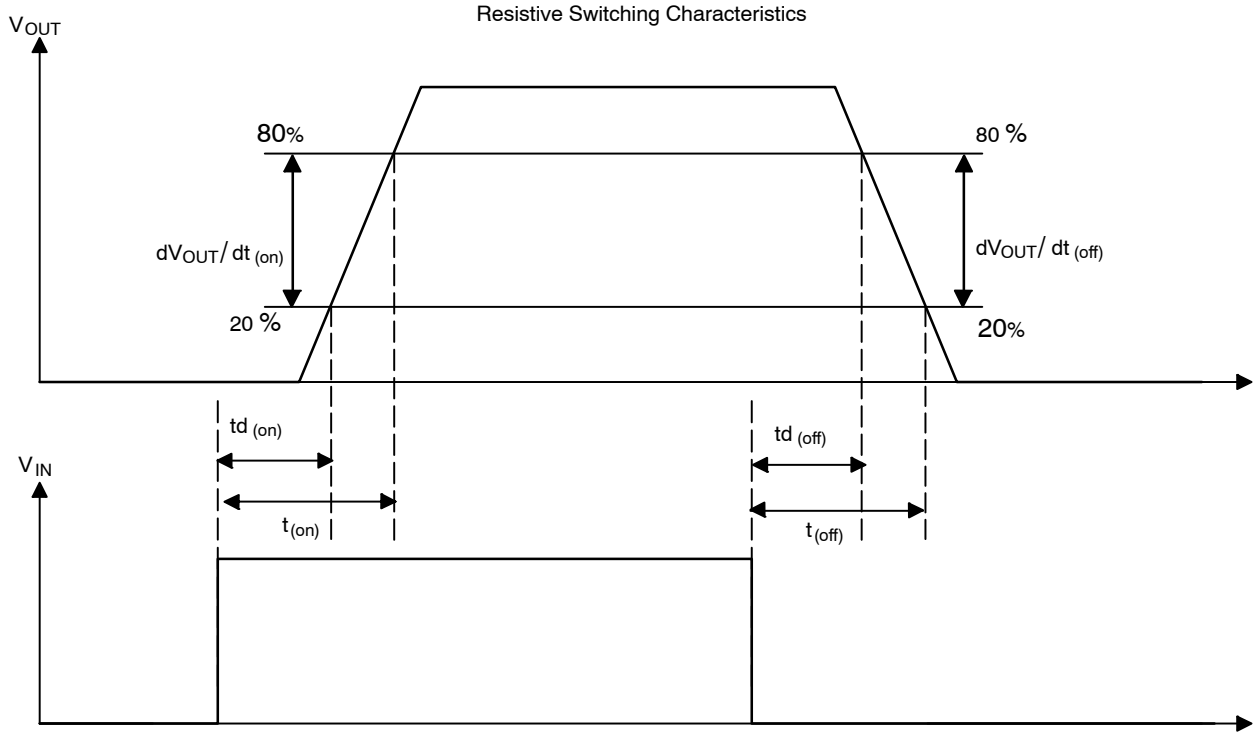 Resistive Switching Characteristics
VOUT
80%
80 %
dVOUT/ dt (on)
dVOUT/ dt (off)
20 %
20%
td (on)
td (off)
VIN
t (on)
t (off)